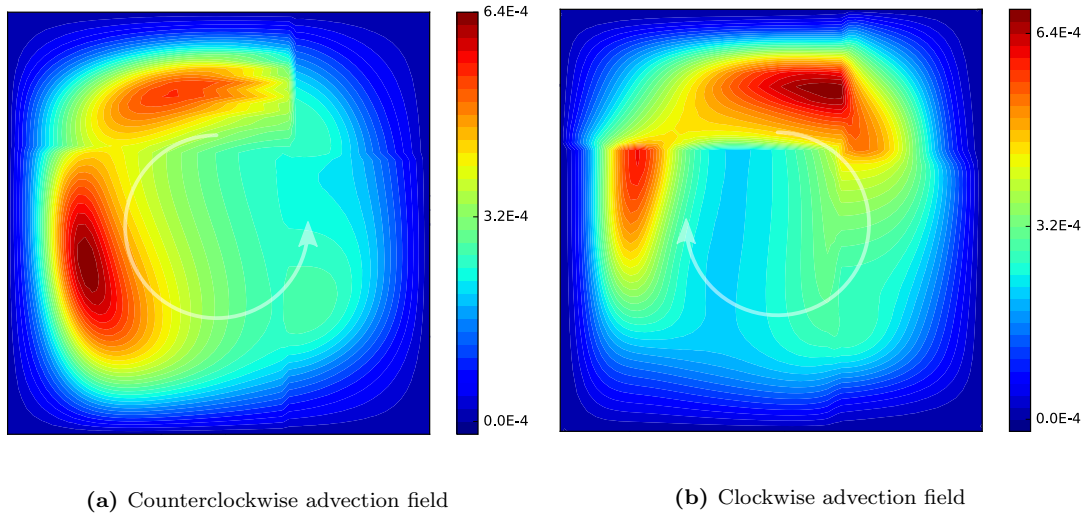 6.4E-4
3.2E-4
0.0E-4
6.4E-4
3.2E-4
0.0E-4
(a) Counterclockwise advection field
(b) Clockwise advection field